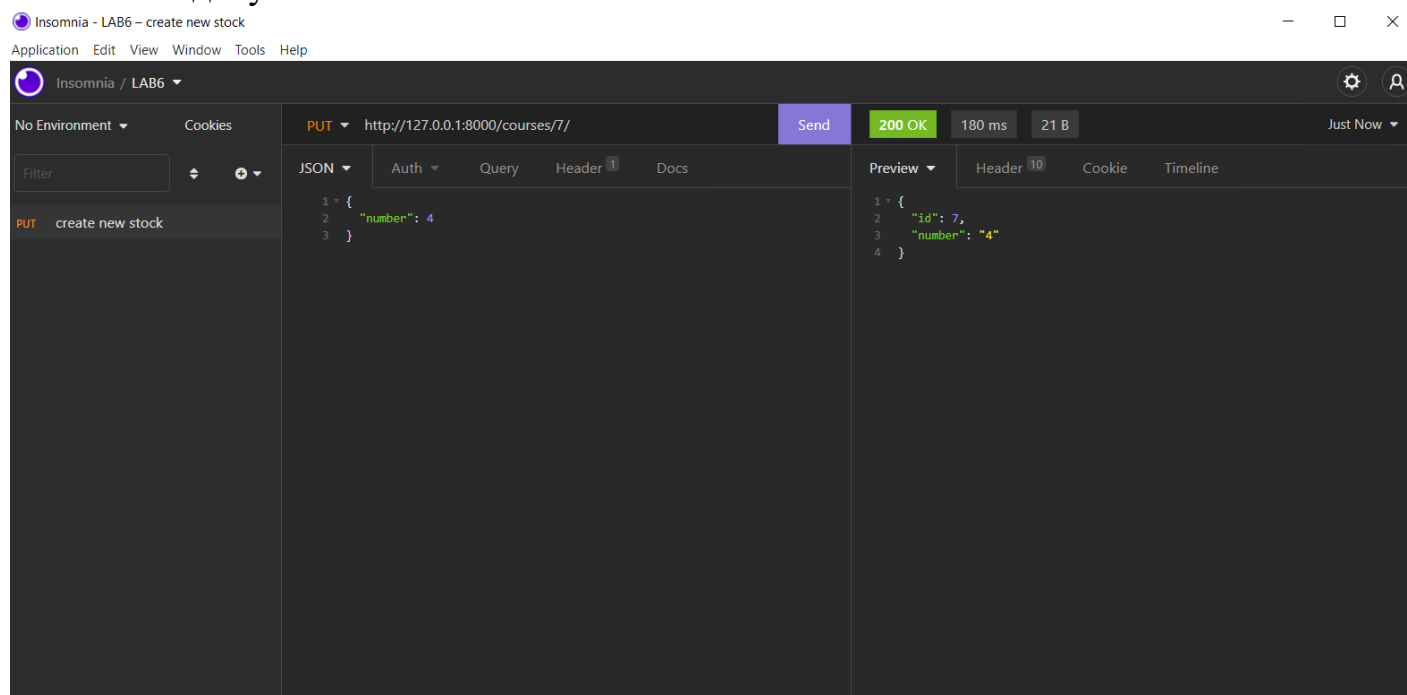 Insomnia - LAB6 – create new stock
Application Edit View Window Tools Help
Insomnia / LAB6
No Environment Cookies
PUT http://127.0.0.1:8000/courses/7/ Send
200 OK 180 ms 21 B Just Now
Filter
JSON Auth Query Header 1 Docs
Preview Header 10 Cookie Timeline
PUT create new stock
1 {
2 "number": 4
3 }
1 {
2 "id": 7,
3 "number": "4"
4 }